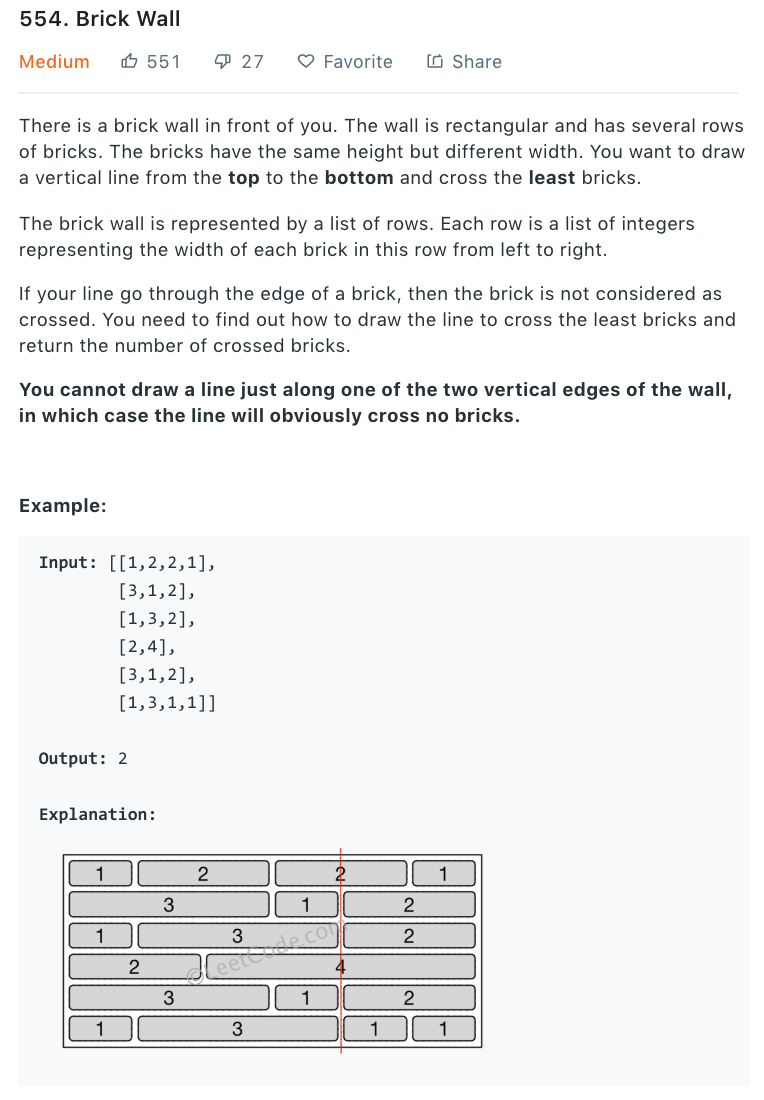 554. Brick Wall
Medium 551 27 Favorite Share
There is a brick wall in front of you. The wall is rectangular and has several rows
of bricks. The bricks have the same height but different width. You want to draw
a vertical line from the top to the bottom and cross the least bricks.
The brick wall is represented by a list of rows. Each row is a list of integers
representing the width of each brick in this row from left to right.
If your line go through the edge of a brick, then the brick is not considered as
crossed. You need to find out how to draw the line to cross the least bricks and
return the number of crossed bricks.
You cannot draw a line just along one of the two vertical edges of the wall,
in which case the line will obviously cross no bricks.
Example:
Input: [[1,2,2,1],
[3,1,2],
[1,3,2],
[2,4],
[3,1,2],
[1,3,1,1]]
Output: 2
Explanation:
1 2 2 1
3 1 2
1 3 2
2 4
3 1 2
1 3 1 1
©LeetCode.com